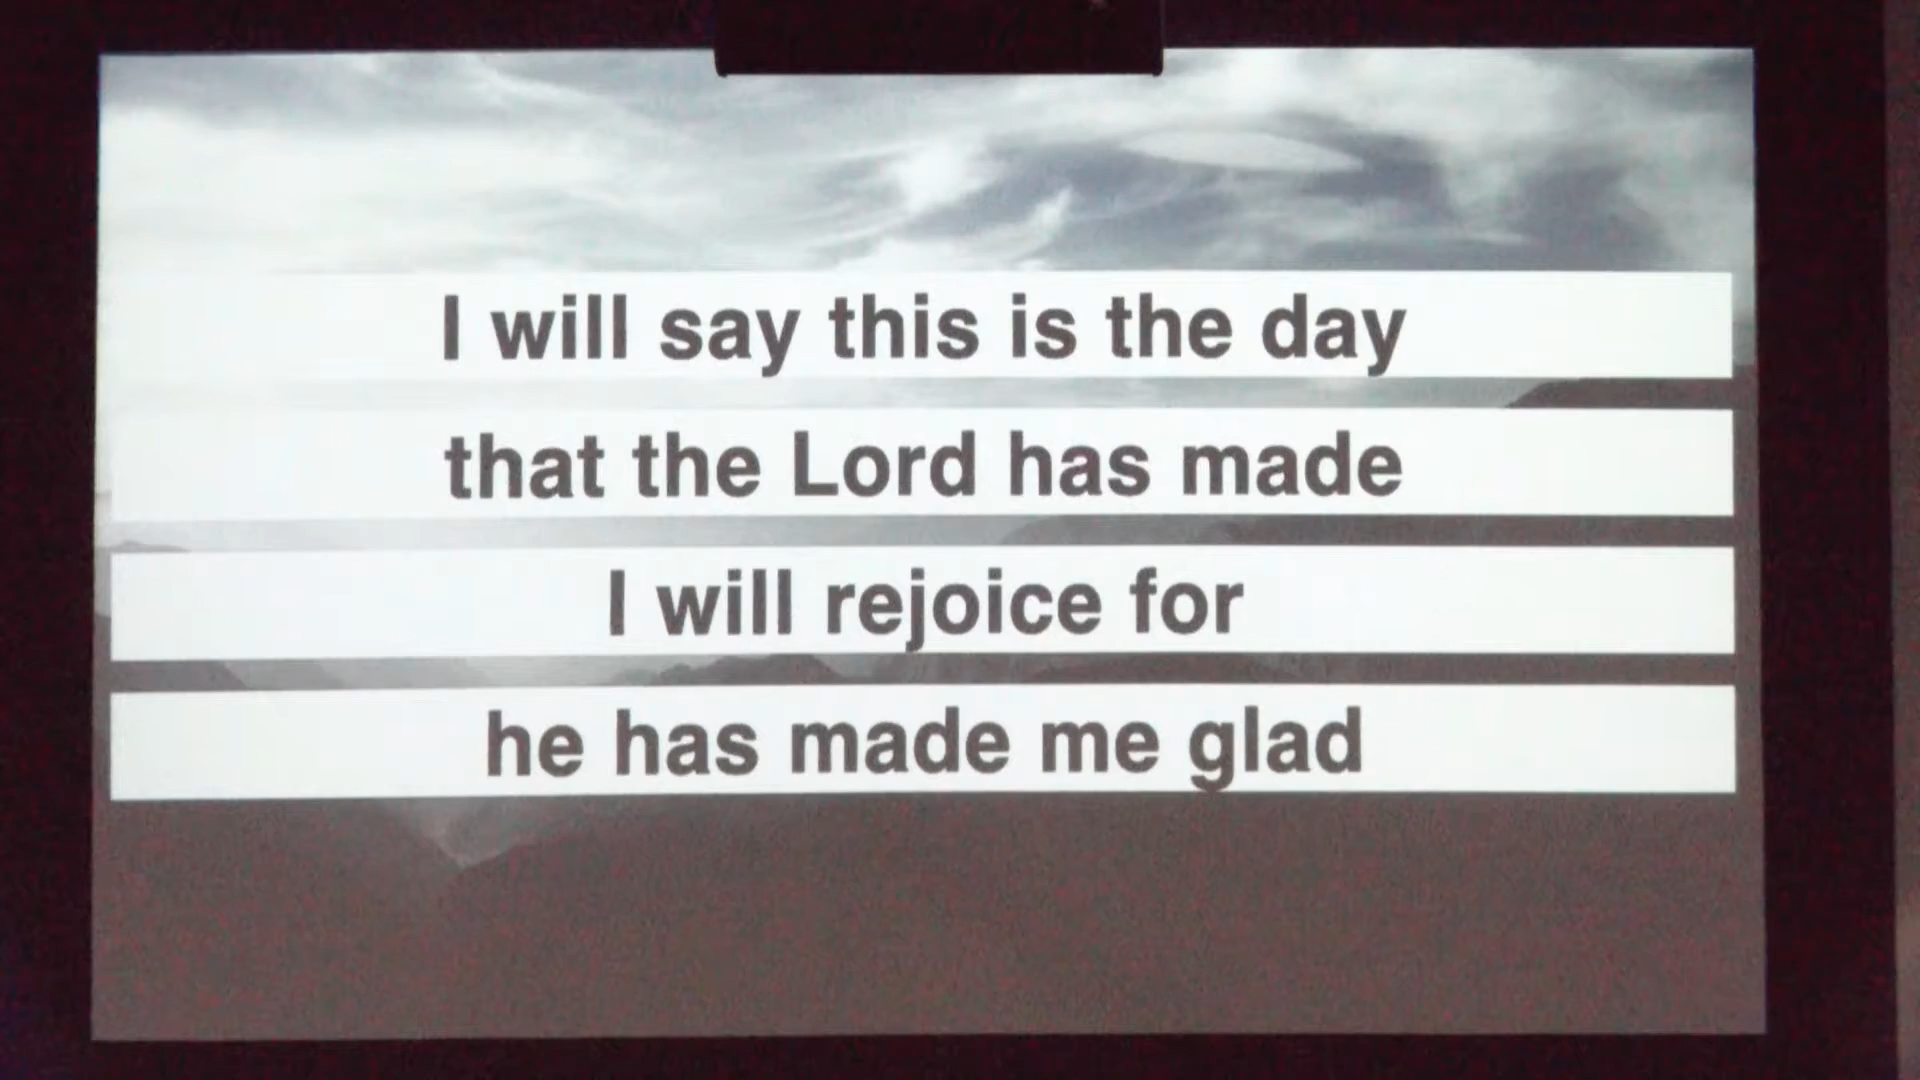 I will say this is the day
that the Lord has made
I will rejoice for
he has made me glad